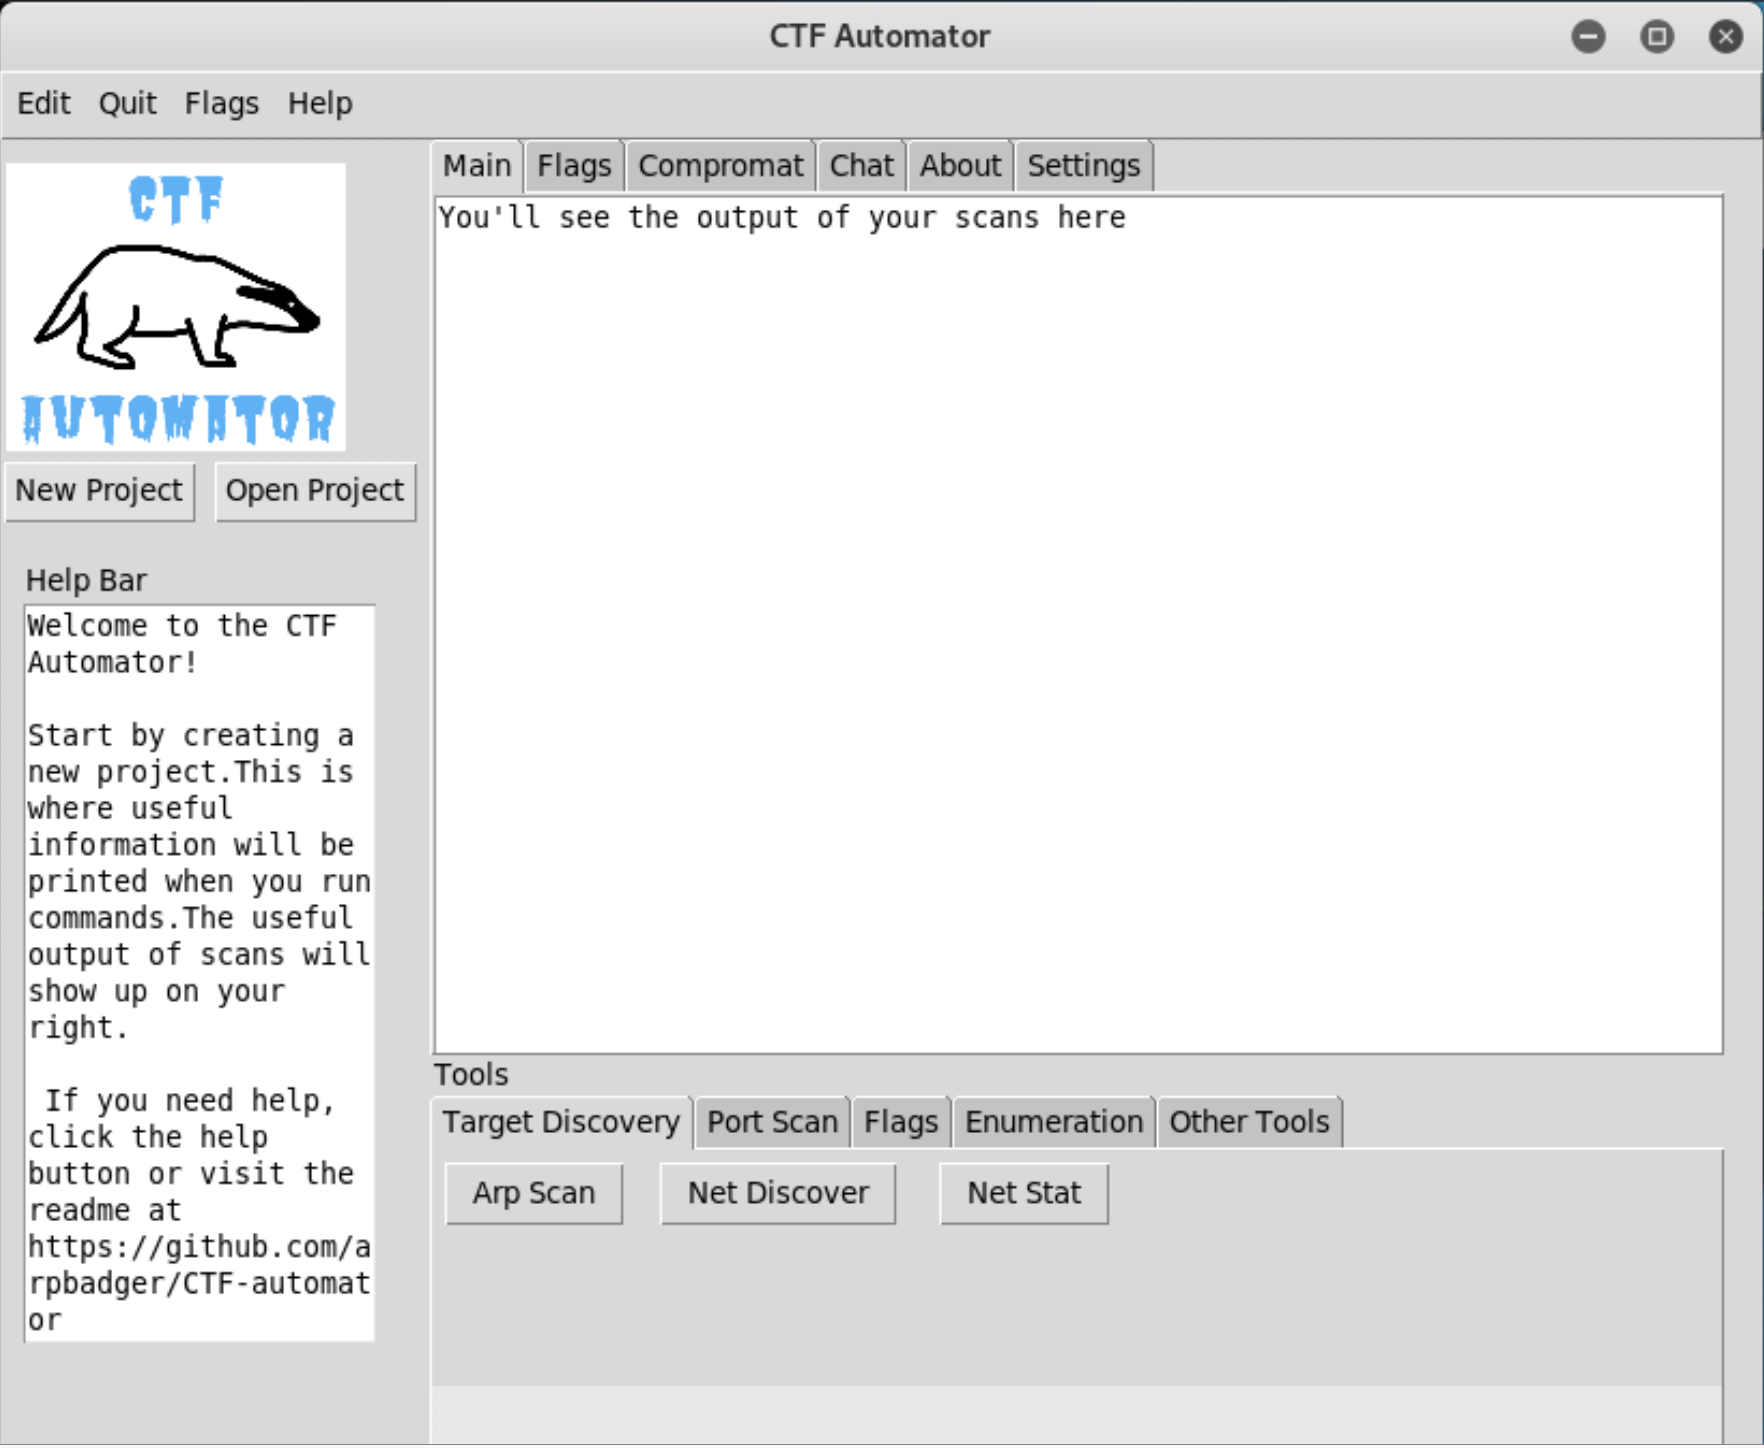 CTF Automator
Edit Quit Flags Help
CTF
AUTOMATOR
New Project Open Project
Help Bar
Welcome to the CTF
Automator!
Start by creating a
new project.This is
where useful
information will be
printed when you run
commands.The useful
output of scans will
show up on your
right.
If you need help,
click the help
button or visit the
readme at
https://github.com/a
rpbadger/CTF-automat
or
Main Flags Compromat Chat About Settings
You'll see the output of your scans here
Tools
Target Discovery Port Scan Flags Enumeration Other Tools
Arp Scan Net Discover Net Stat